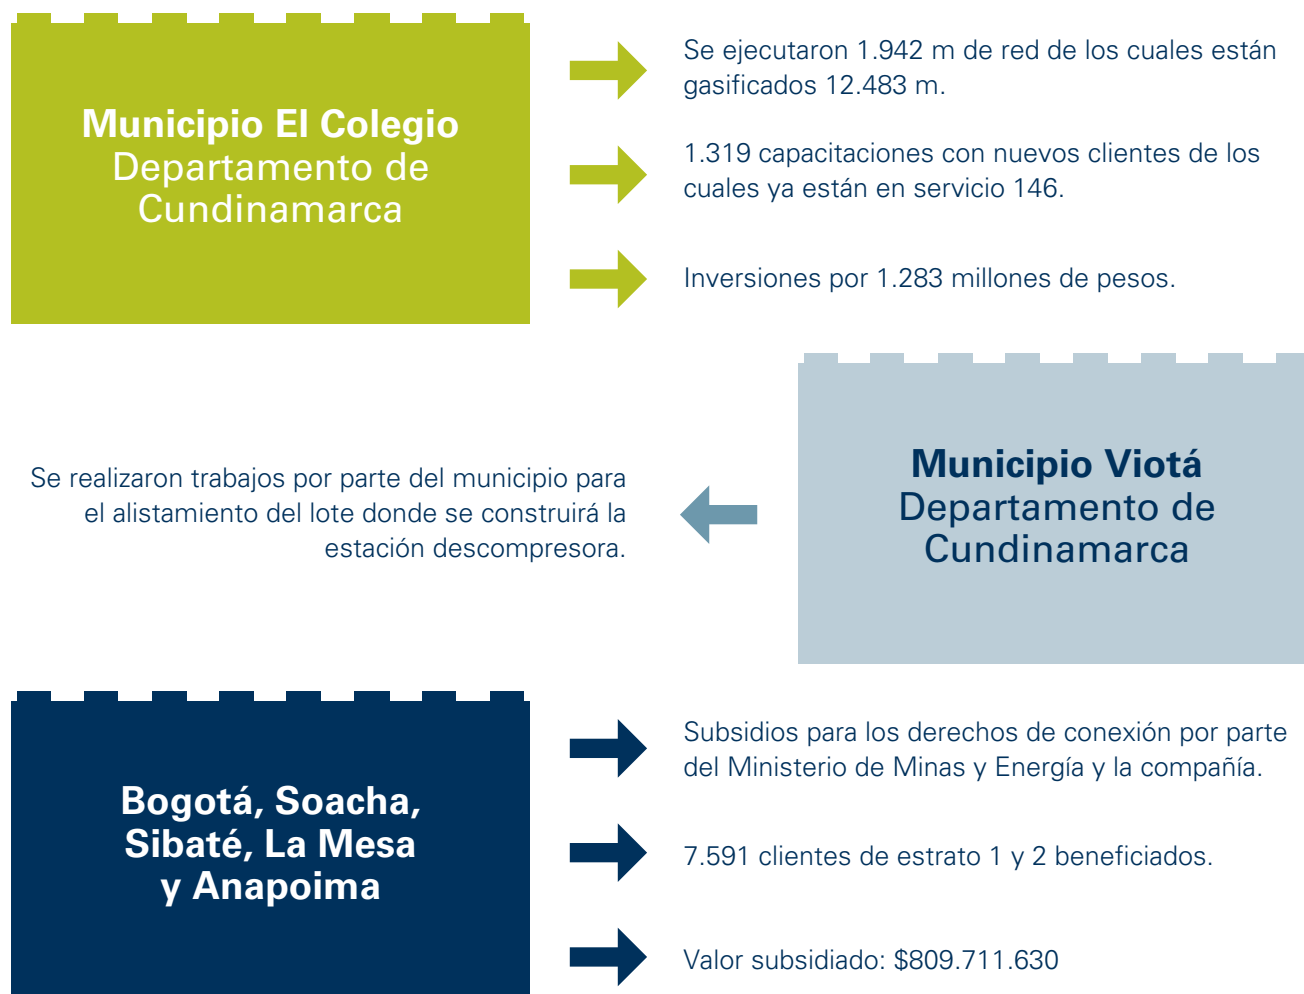 Municipio El Colegio
Departamento de
Cundinamarca
Se ejecutaron 1.942 m de red de los cuales están
gasificados 12.483 m.
1.319 capacitaciones con nuevos clientes de los
cuales ya están en servicio 146.
Inversiones por 1.283 millones de pesos.
Municipio Viotá
Departamento de
Cundinamarca
Se realizaron trabajos por parte del municipio para
el alistamiento del lote donde se construirá la
estación descompresora.
Bogotá, Soacha,
Sibaté, La Mesa
y Anapoima
Subsidios para los derechos de conexión por parte
del Ministerio de Minas y Energía y la compañía.
7.591 clientes de estrato 1 y 2 beneficiados.
Valor subsidiado: $809.711.630